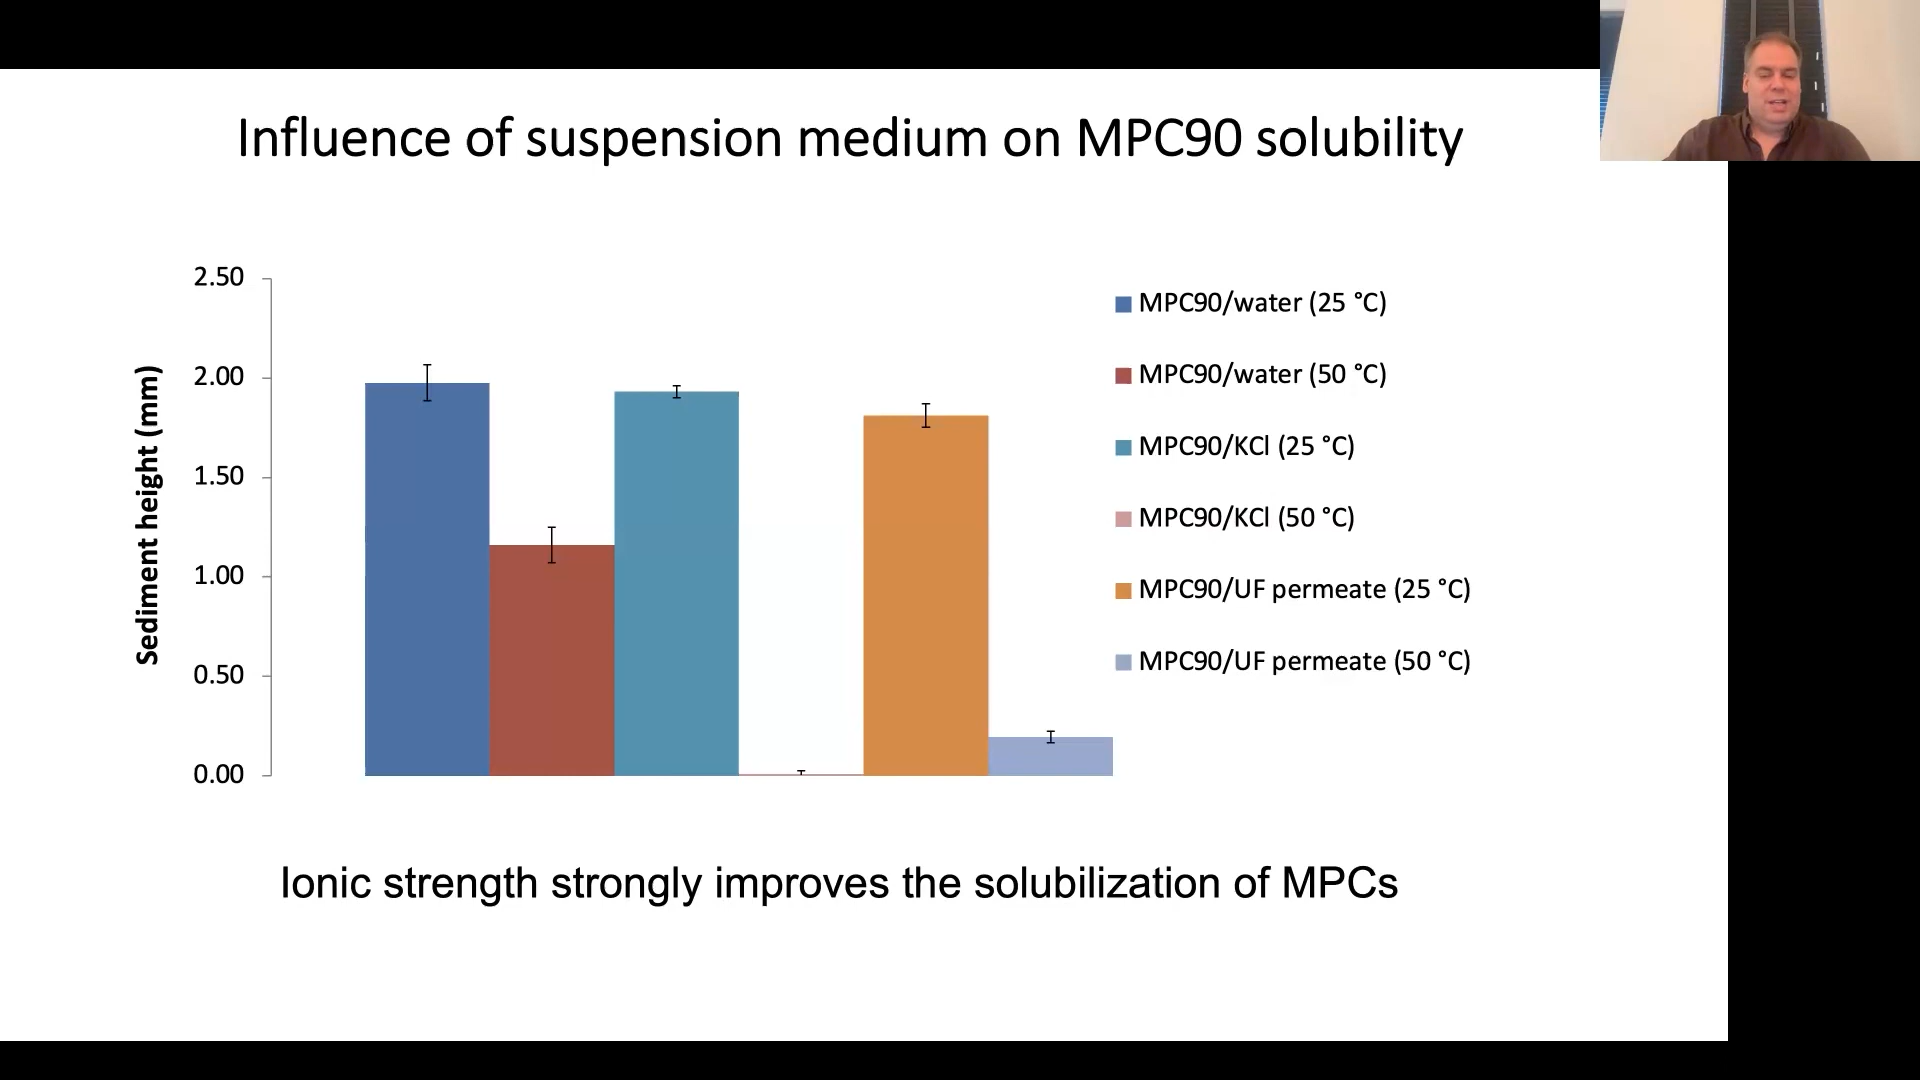 Influence of suspension medium on MPC90 solubility
Sediment height (mm)
2.50
2.00
1.50
1.00
0.50
0.00
MPC90/water (25 °C)
MPC90/water (50 °C)
MPC90/KCl (25 °C)
MPC90/KCl (50 °C)
MPC90/UF permeate (25 °C)
MPC90/UF permeate (50 °C)
Ionic strength strongly improves the solubilization of MPCs